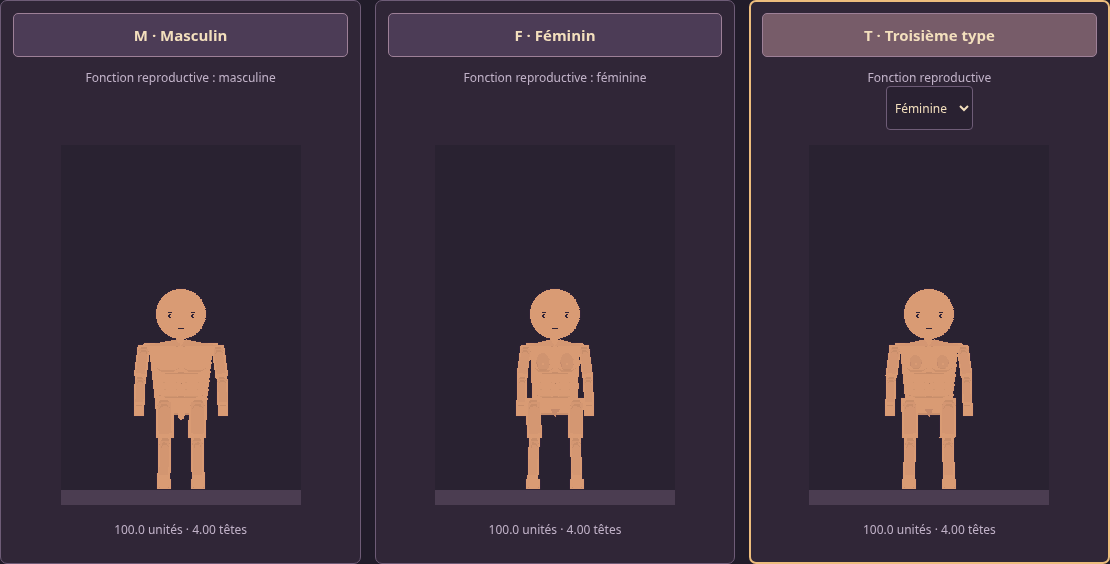 M · Masculin
Fonction reproductive : masculine
100.0 unités · 4.00 têtes
F · Féminin
Fonction reproductive : féminine
100.0 unités · 4.00 têtes
T · Troisième type
Fonction reproductive
Féminine
100.0 unités · 4.00 têtes